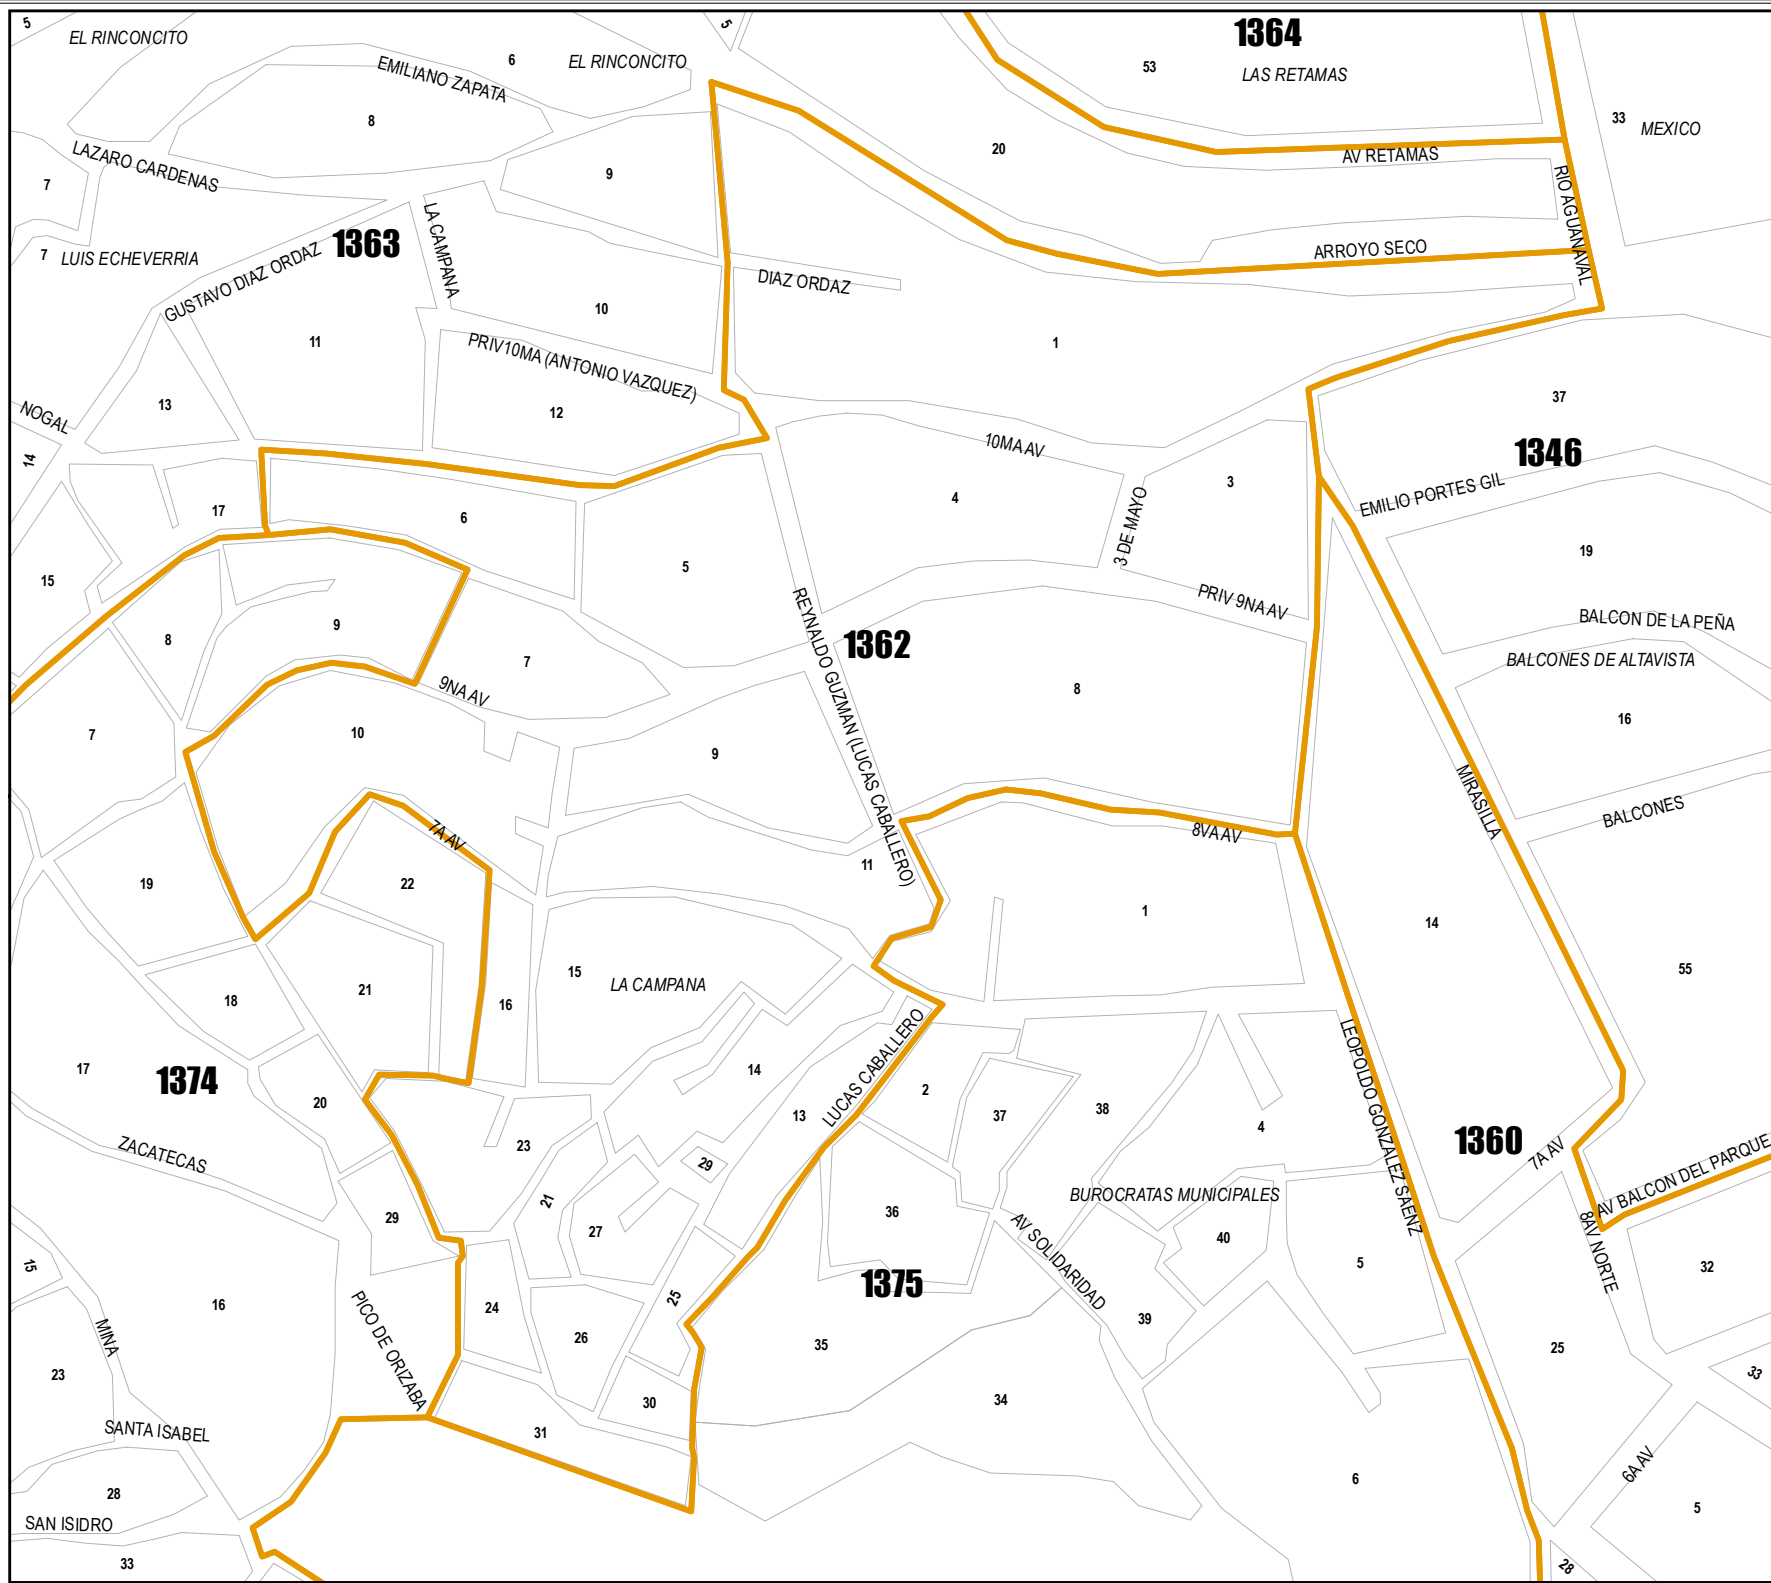 5
EL RINCONCITO
6
EL RINCONCITO
5
1364
53
LAS RETAMAS
EMILIANO ZAPATA
8
33
MEXICO
20
AV RETAMAS
LAZARO CARDENAS
7
9
RIO AGUANAVAL
LA CAMPANA
1363
7
LUIS ECHEVERRIA
GUSTAVO DIAZ ORDAZ
ARROYO SECO
DIAZ ORDAZ
10
11
1
PRIV10MA (ANTONIO VAZQUEZ)
13
12
37
NOGAL
14
10MA AV
1346
3
4
EMILIO PORTES GIL
17
6
3 DE MAYO
19
15
5
PRIV 9NA AV
BALCON DE LA PEÑA
8
9
REYNALDO GUZMAN (LUCAS CABALLERO)
1362
7
BALCONES DE ALTAVISTA
9NA AV
8
16
7
10
9
MIRASILLA
BALCONES
7A AV
8VA AV
11
19
22
1
14
55
15
LA CAMPANA
21
18
16
LUCAS CABALLERO
LEOPOLDO GONZALEZ SAENZ
17
1374
14
20
2
13
37
38
4
1360
7A AV
AV BALCON DEL PARQUE
ZACATECAS
23
29
BUROCRATAS MUNICIPALES
21
29
27
36
AV SOLIDARIDAD
40
8AV NORTE
15
5
32
1375
16
PICO DE ORIZABA
24
25
26
39
MINA
35
25
23
33
30
34
SANTA ISABEL
31
6A AV
28
6
5
SAN ISIDRO
33
28